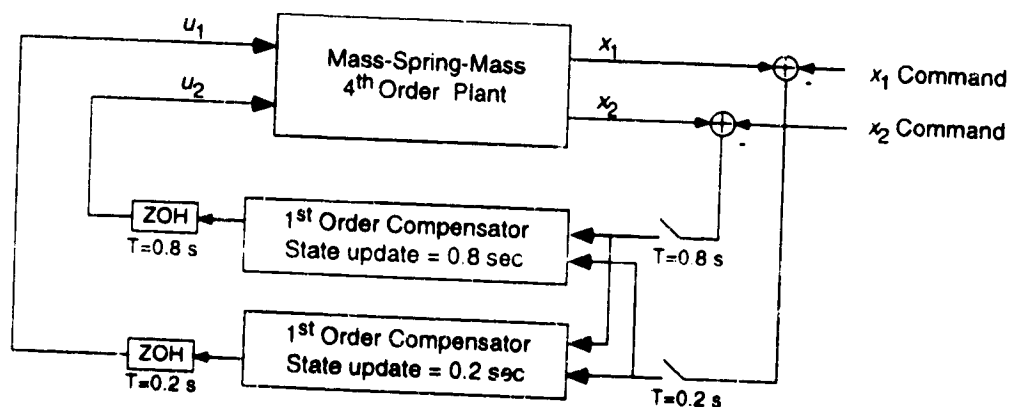 u1
Mass-Spring-Mass
4th Order Plant
x1
x1 Command
u2
x2
x2 Command
-
-
ZOH
T=0.8 s
1st Order Compensator
State update = 0.8 sec
T=0.8 s
ZOH
T=0.2 s
1st Order Compensator
State update = 0.2 sec
T=0.2 s